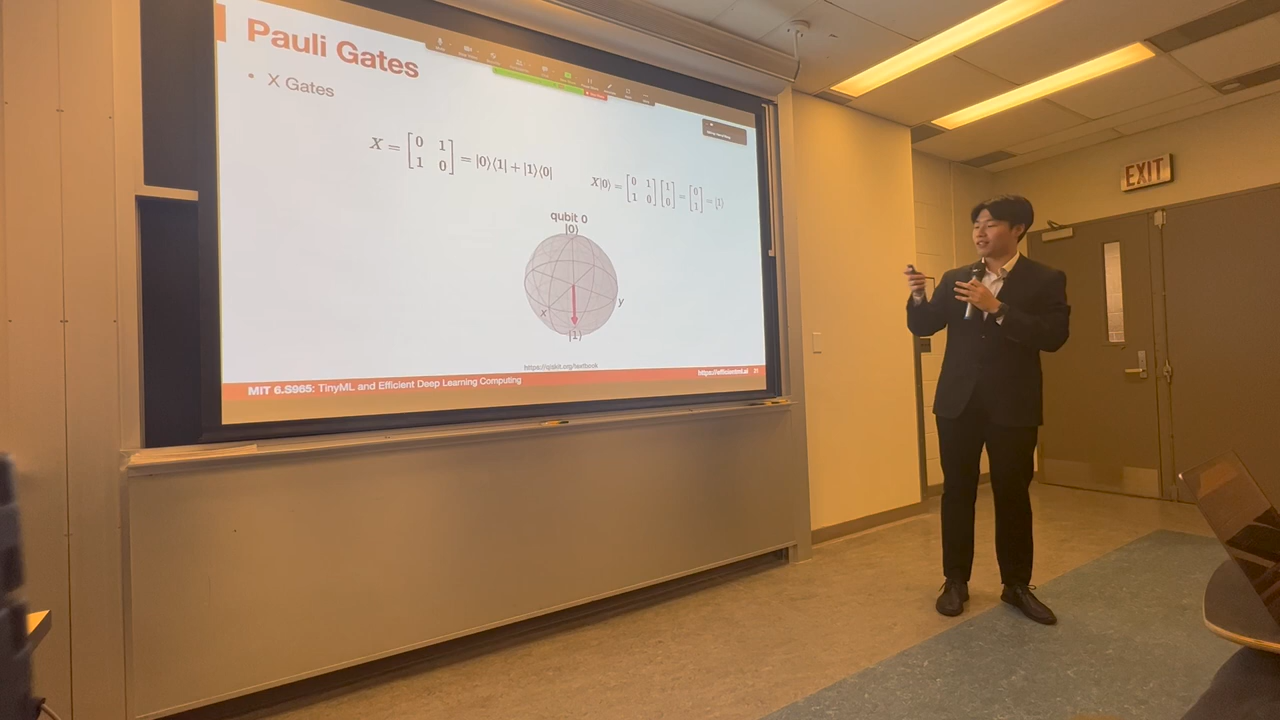 Pauli Gates
• X Gates
X = [0 1 1 0] = |0⟩⟨1| + |1⟩⟨0|
X|0⟩ = [0 1 1 0] [1 0] = [0 1] = |1⟩
qubit 0
|0⟩
x
y
|1⟩
https://qiskit.org/textbook
MIT 6.S965: TinyML and Efficient Deep Learning Computing
https://efficientml.ai
EXIT